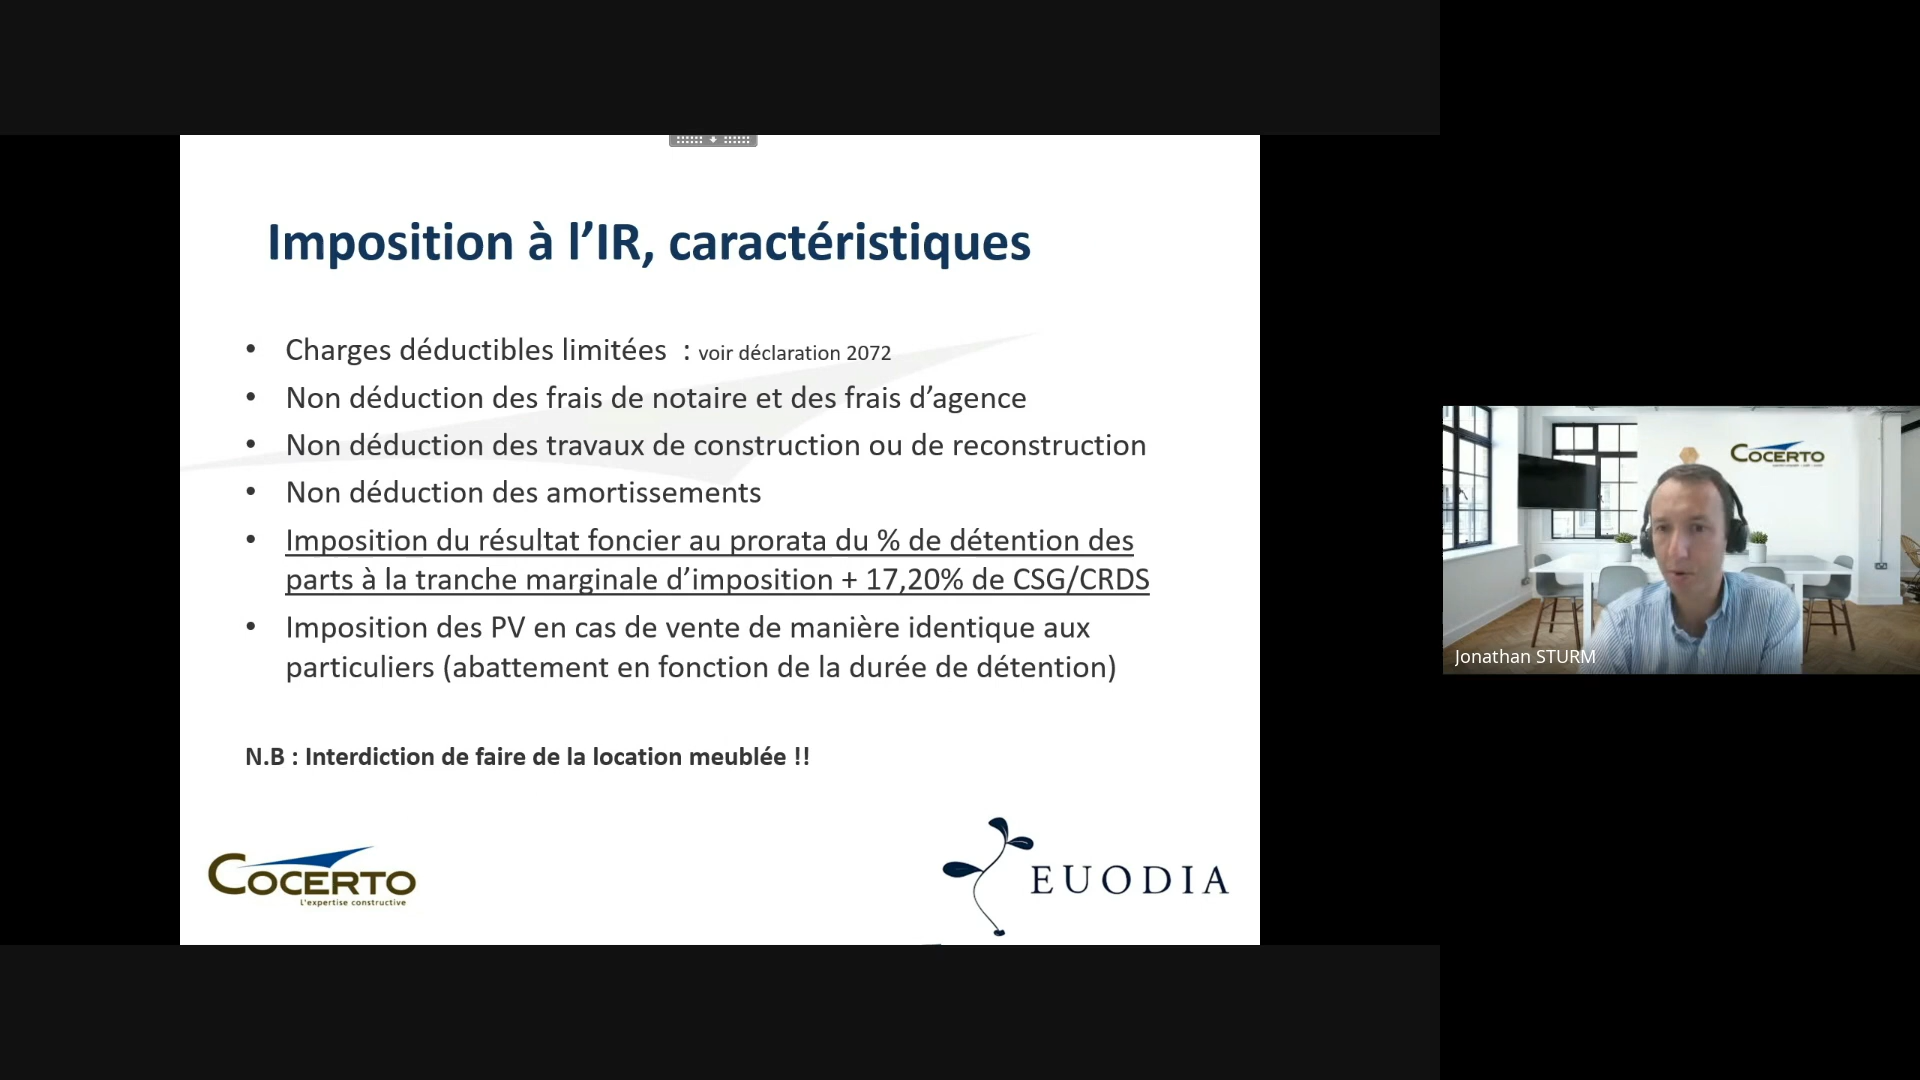 Imposition à l’IR, caractéristiques
• Charges déductibles limitées : voir déclaration 2072
• Non déduction des frais de notaire et des frais d’agence
• Non déduction des travaux de construction ou de reconstruction
• Non déduction des amortissements
• Imposition du résultat foncier au prorata du % de détention des
parts à la tranche marginale d’imposition + 17,20% de CSG/CRDS
• Imposition des PV en cas de vente de manière identique aux
particuliers (abattement en fonction de la durée de détention)
N.B : Interdiction de faire de la location meublée !!
COCERTO
L'expertise constructive
EUODIA
COCERTO
Jonathan STURM